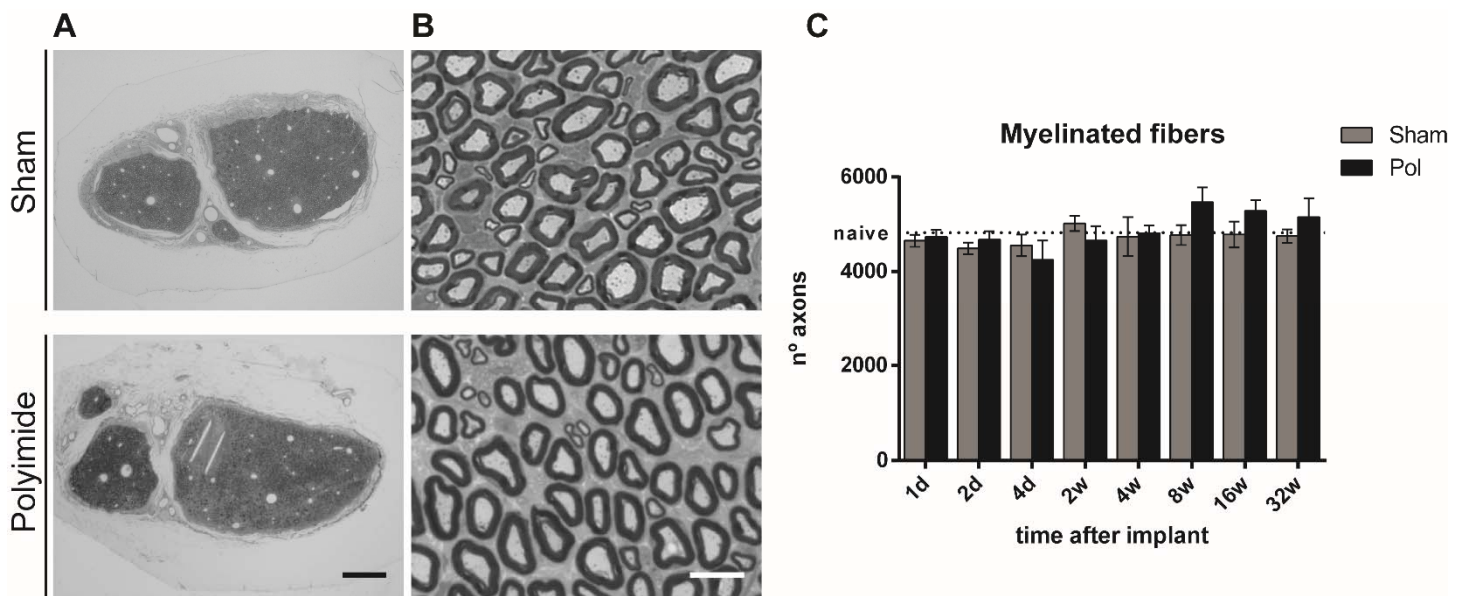 A
B
C
Sham
Polyimide
Myelinated fibers
Sham
Pol
nº axons
6000
naive
4000
2000
0
1d
2d
4d
2w
4w
8w
16w
32w
time after implant